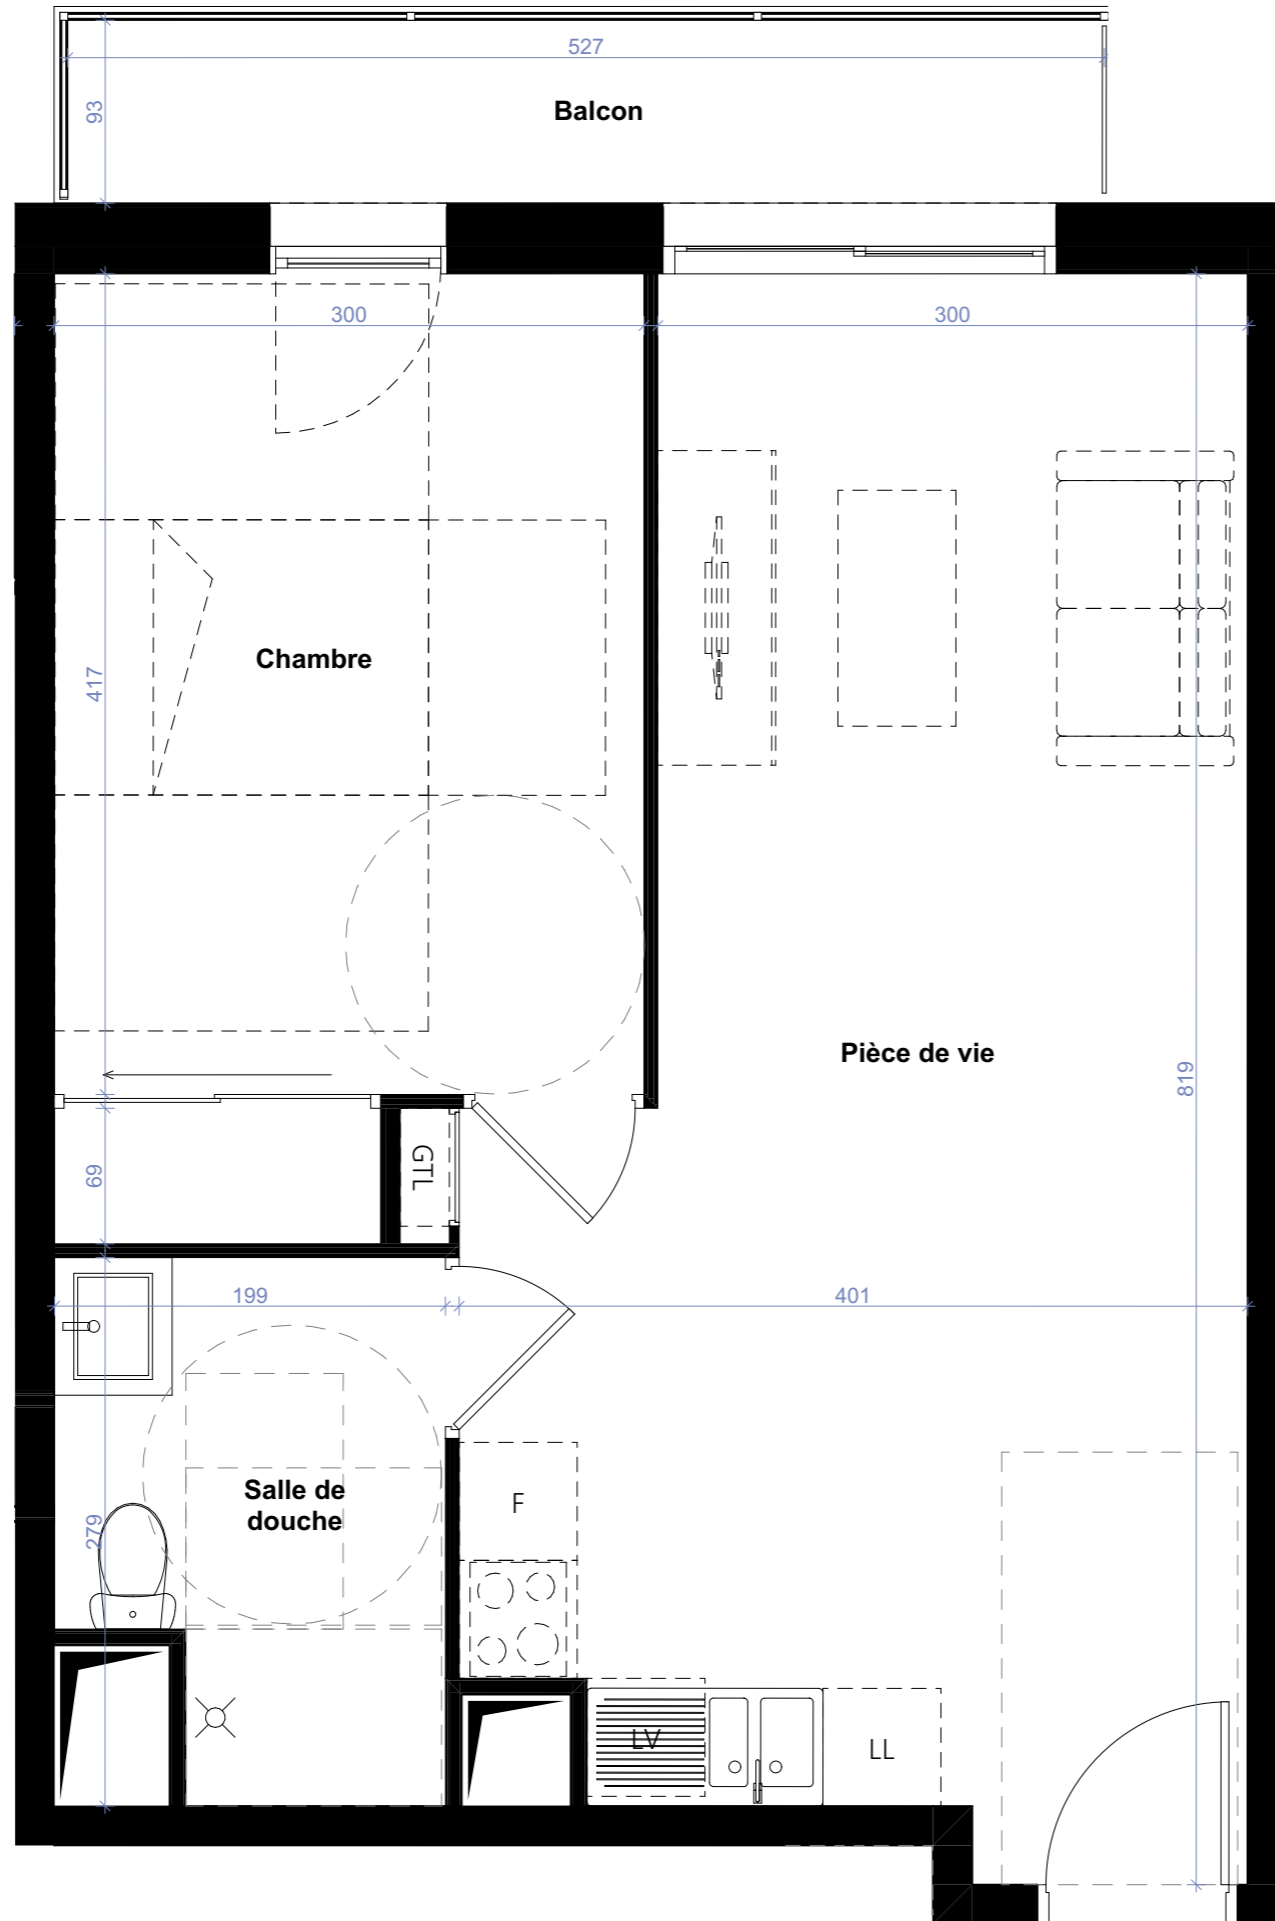 527
93
Balcon
300
300
Chambre
417
Pièce de vie
819
GTL
69
199
401
Salle de
douche
279
F
LV
LL